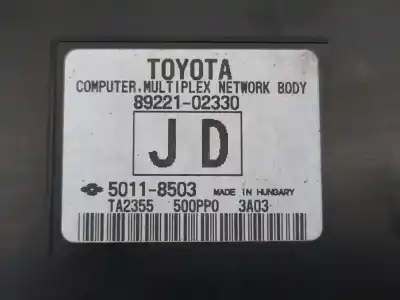 TOYOTA
COMPUTER, MULTIPLEX NETWORK BODY
89221-02330
JD
5011-8503 MADE IN HUNGARY
TA2355 500PP0 3A03